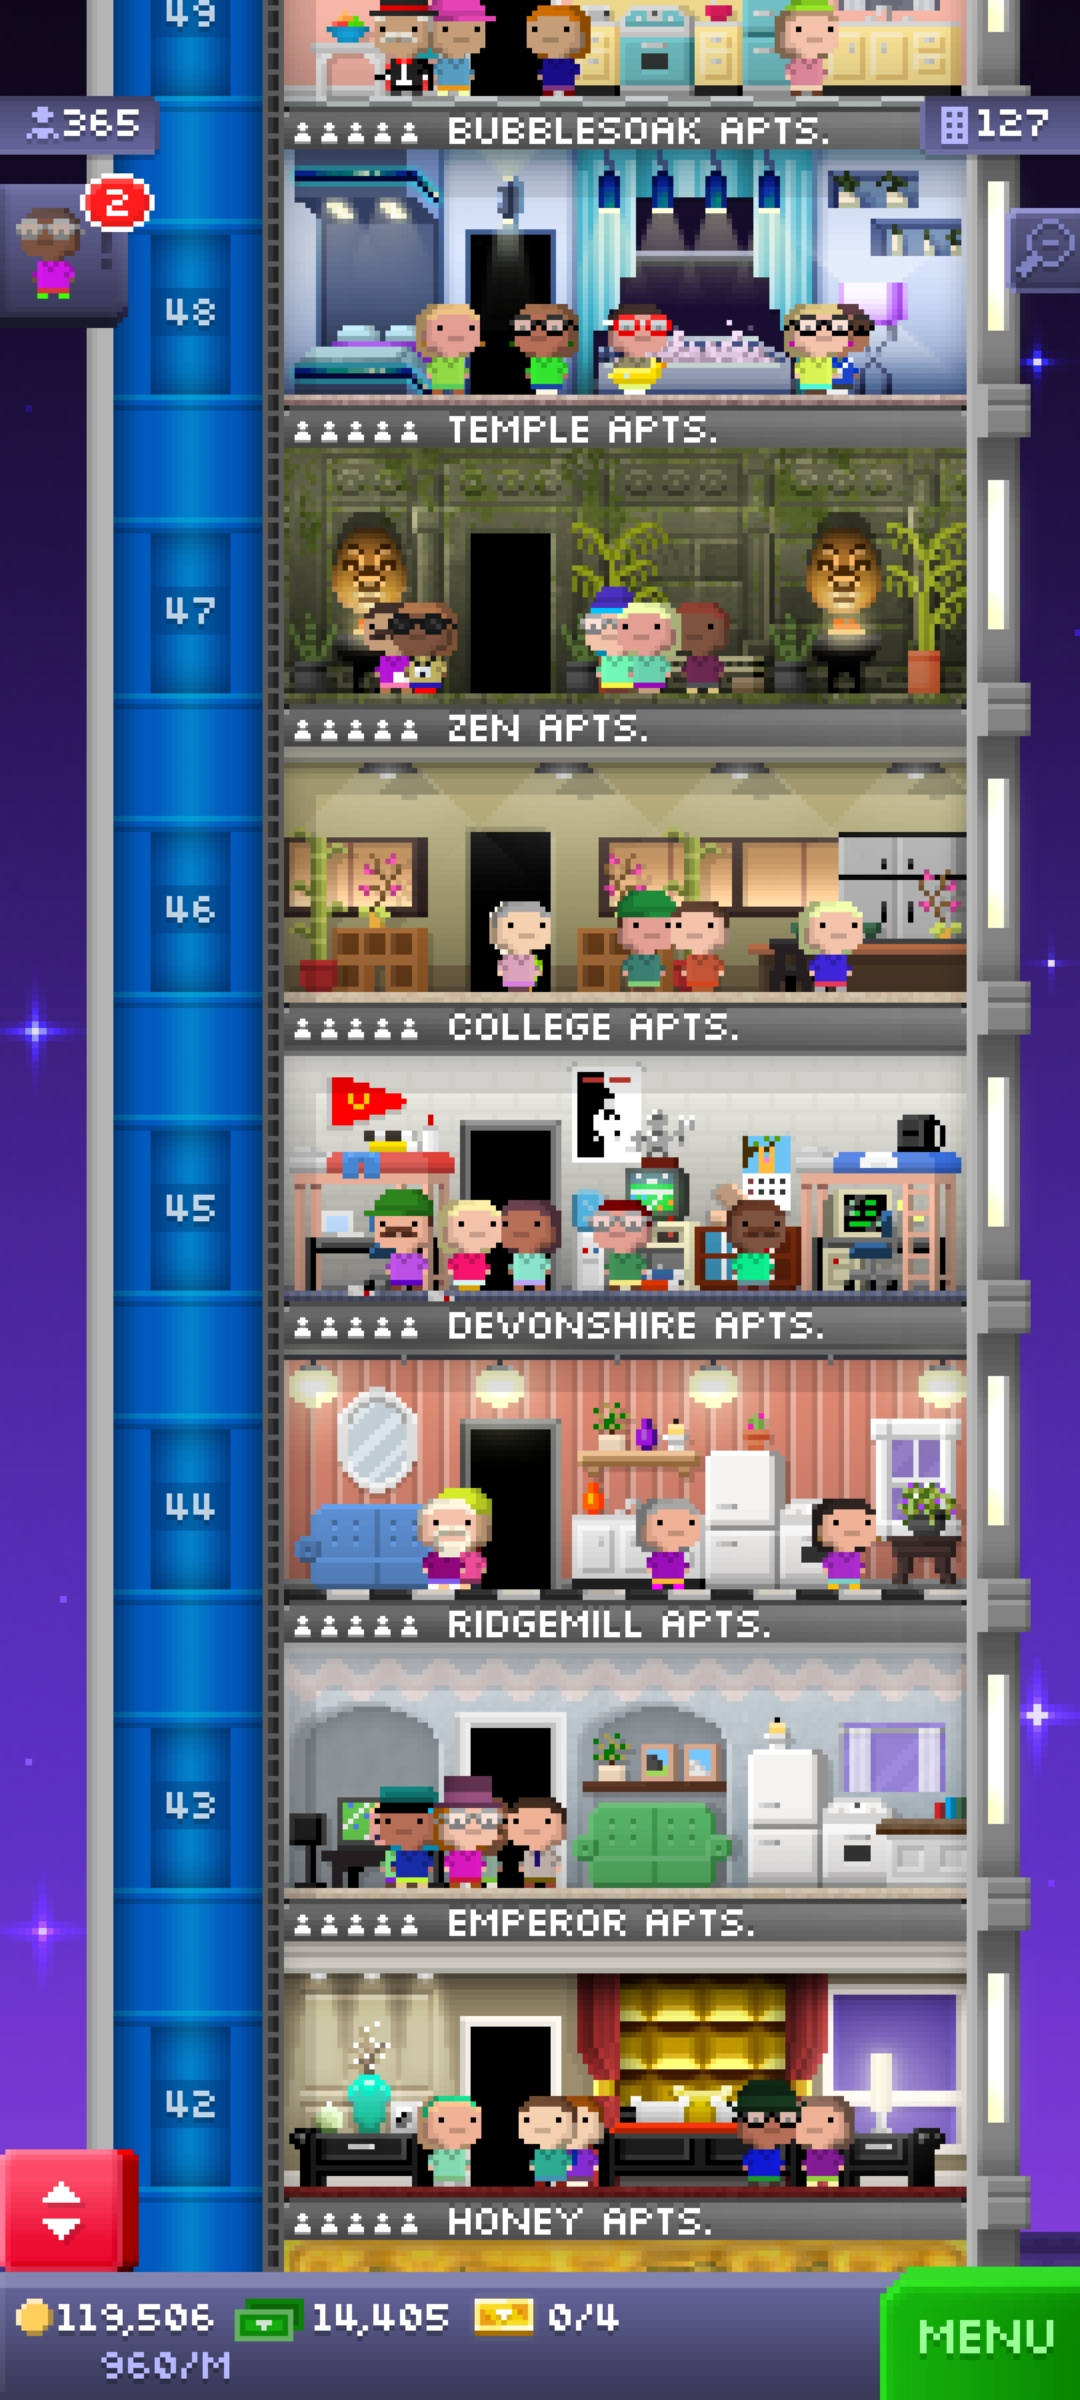 49
365
BUBBLESOAK APTS.
127
2
48
TEMPLE APTS.
47
ZEN APTS.
46
COLLEGE APTS.
45
DEVONSHIRE APTS.
44
RIDGEMILL APTS.
43
EMPEROR APTS.
42
HONEY APTS.
119,506 14,405 0/4
960/M
MENU